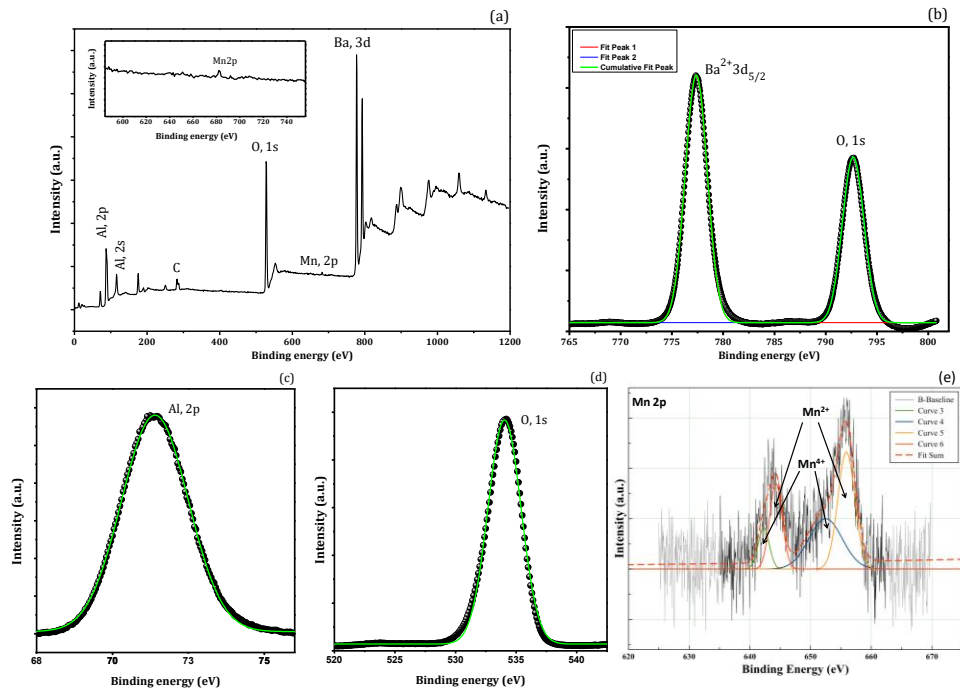 (a)
Mn2p
Intensity (a.u.)
600 620 640 660 680 700 720 740
Binding energy (eV)
Ba, 3d
O, 1s
Al, 2p
Al, 2s
C
Mn, 2p
Intensity (a.u.)
0 200 400 600 800 1000 1200
Binding energy (eV)
(b)
Fit Peak 1
Fit Peak 2
Cumulative Fit Peak
Ba2+3d5/2
O, 1s
Intensity (a.u.)
765 770 775 780 785 790 795 800
Binding energy (eV)
(c)
Al, 2p
Intensity (a.u.)
68 70 73 75
Binding energy (eV)
(d)
O, 1s
Intensity (a.u.)
520 530 535 540
Binding energy (eV)
(e)
Mn 2p
Mn2+
Mn4+
B-Baseline
Curve 3
Curve 4
Curve 5
Curve 6
Fit Sum
Intensity (a.u.)
620 630 640 650 660 670
Binding Energy (eV)